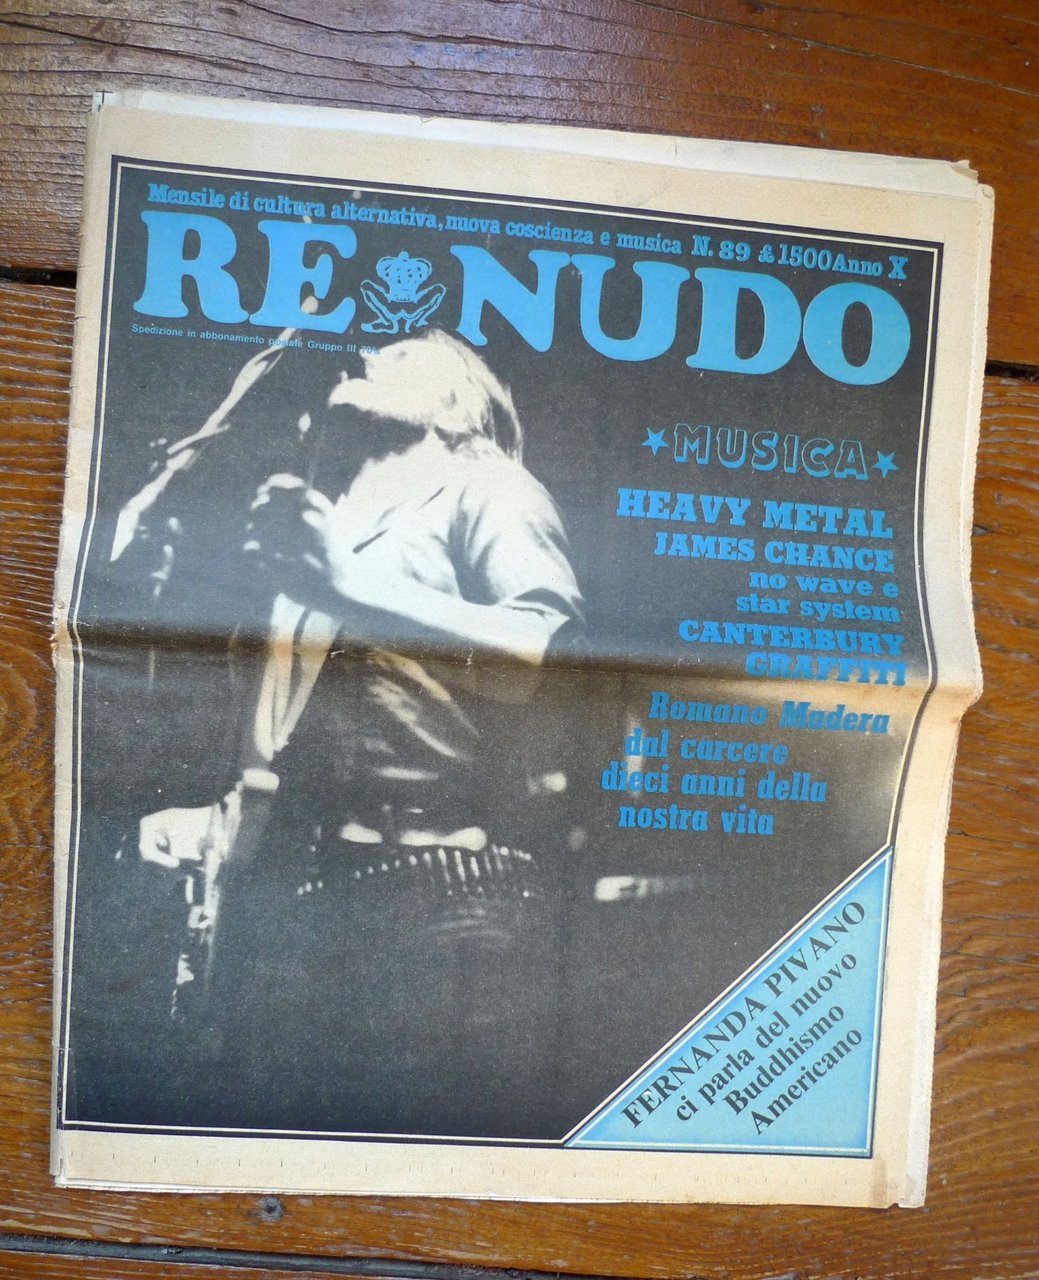 Mensile di cultura alternativa, nuova coscienza e musica N. 89 & 1500 Anno X
RE NUDO
Spedizione in abbonamento postale Gruppo III 70%
MUSICA
HEAVY METAL
JAMES CHANCE
no wave e
star system
CANTERBURY
GRAFFITI
Romano Madera
dal carcere
dieci anni della
nostra vita
FERNANDA PIVANO
ci parla del nuovo
Buddhismo
Americano